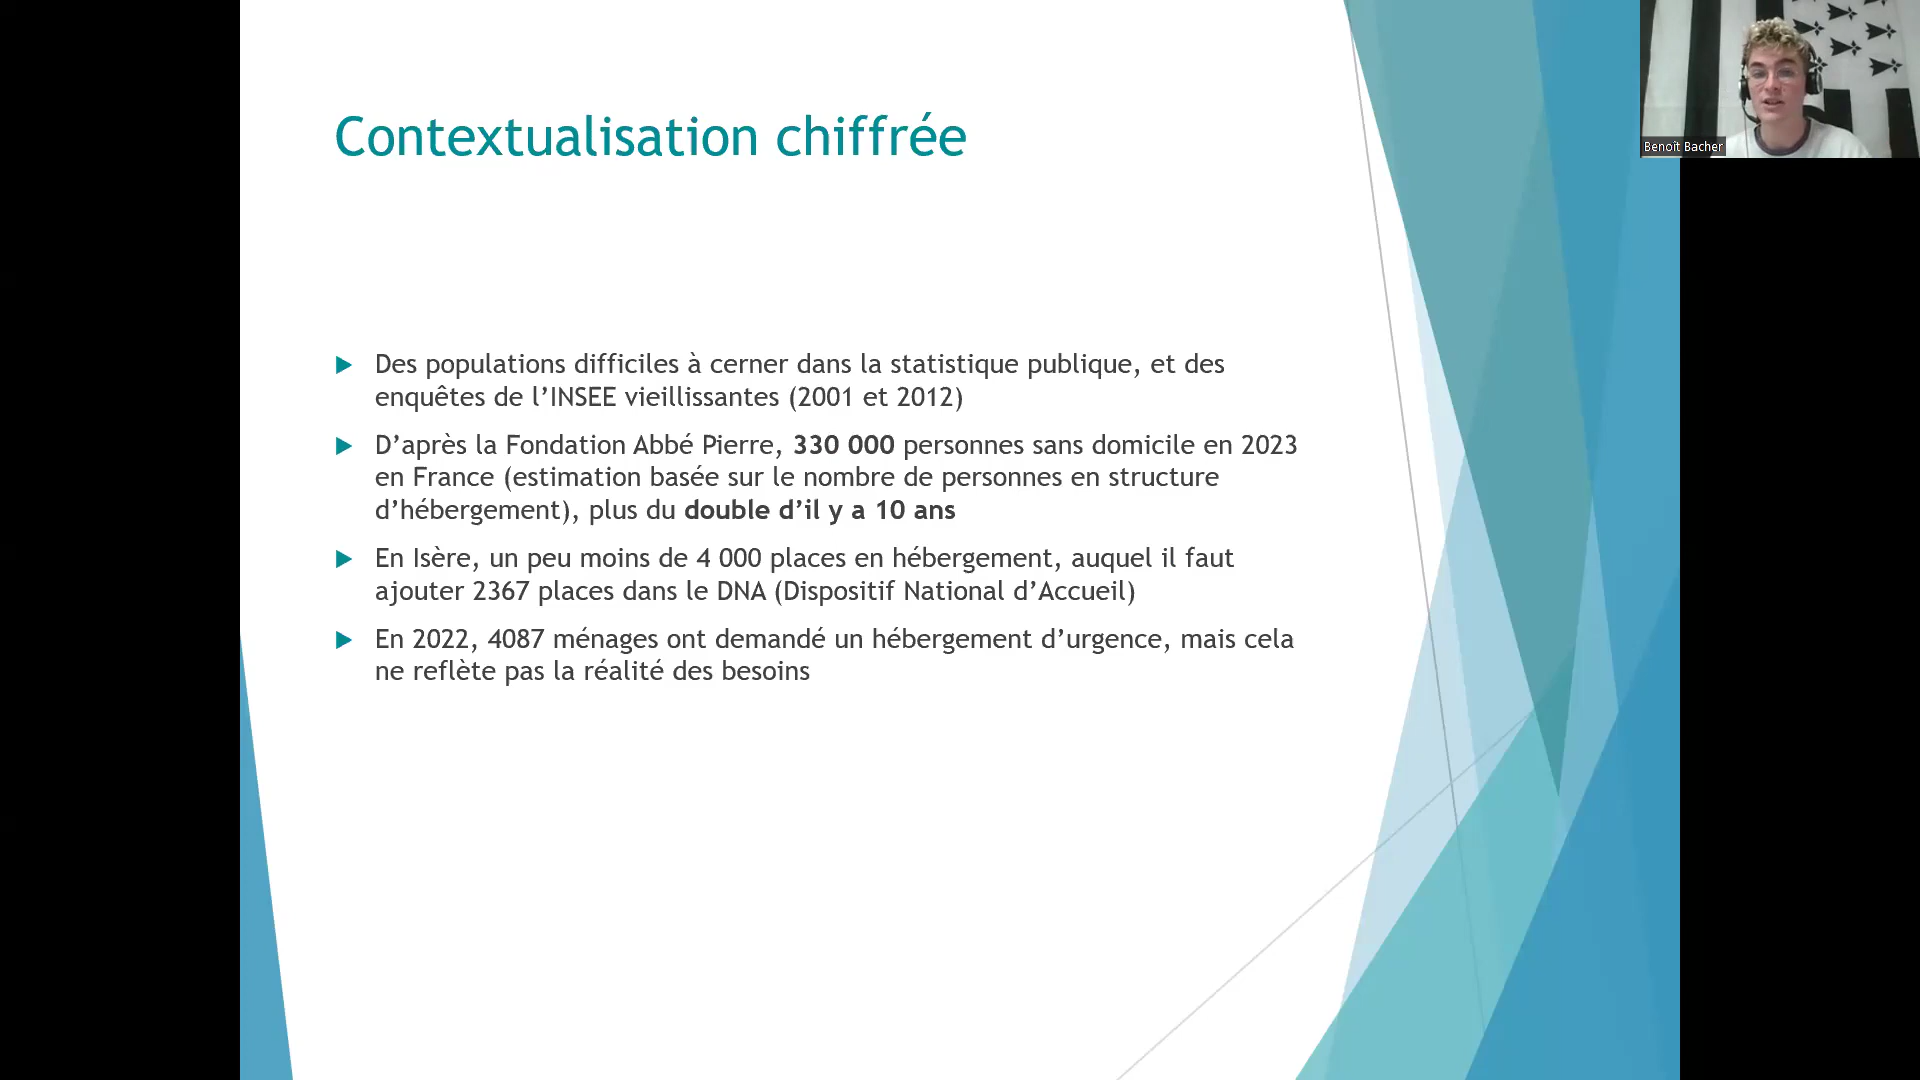 Contextualisation chiffrée
Benoit Bacher
Des populations difficiles à cerner dans la statistique publique, et des
enquêtes de l’INSEE vieillissantes (2001 et 2012)
D’après la Fondation Abbé Pierre, 330 000 personnes sans domicile en 2023
en France (estimation basée sur le nombre de personnes en structure
d’hébergement), plus du double d’il y a 10 ans
En Isère, un peu moins de 4 000 places en hébergement, auquel il faut
ajouter 2367 places dans le DNA (Dispositif National d’Accueil)
En 2022, 4087 ménages ont demandé un hébergement d’urgence, mais cela
ne reflète pas la réalité des besoins